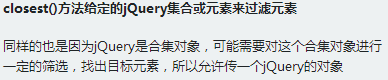 closest()方法给定的jQuery集合或元素来过滤元素
同样的也是因为jQuery是合集对象，可能需要对这个合集对象进行
一定的筛选，找出目标元素，所以允许传一个jQuery的对象